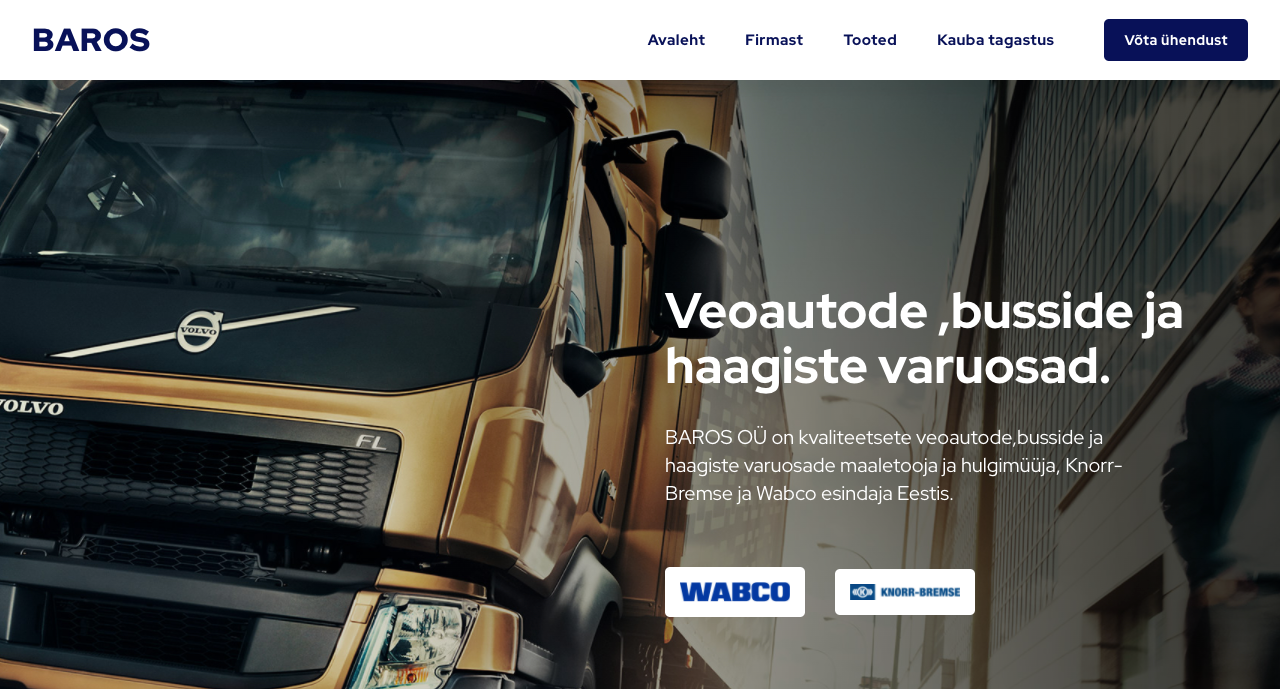 BAROS
Avaleht
Firmast
Tooted
Kauba tagastus
Võta ühendust
VOLVO
VOLVO
FL
Veoautode ,busside ja
haagiste varuosad.
BAROS OÜ on kvaliteetsete veoautode,busside ja
haagiste varuosade maaletooja ja hulgimüüja, Knorr-
Bremse ja Wabco esindaja Eestis.
WABCO
KNORR-BREMSE